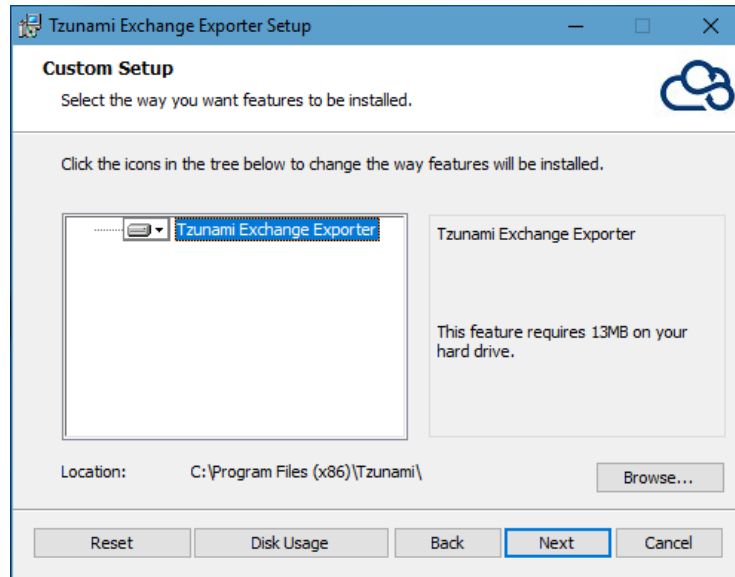 Tzunami Exchange Exporter Setup
Custom Setup
Select the way you want features to be installed.
Click the icons in the tree below to change the way features will be installed.
Tzunami Exchange Exporter
Tzunami Exchange Exporter
This feature requires 13MB on your
hard drive.
Location: C:\Program Files (x86)\Tzunami\
Browse...
Reset Disk Usage Back Next Cancel